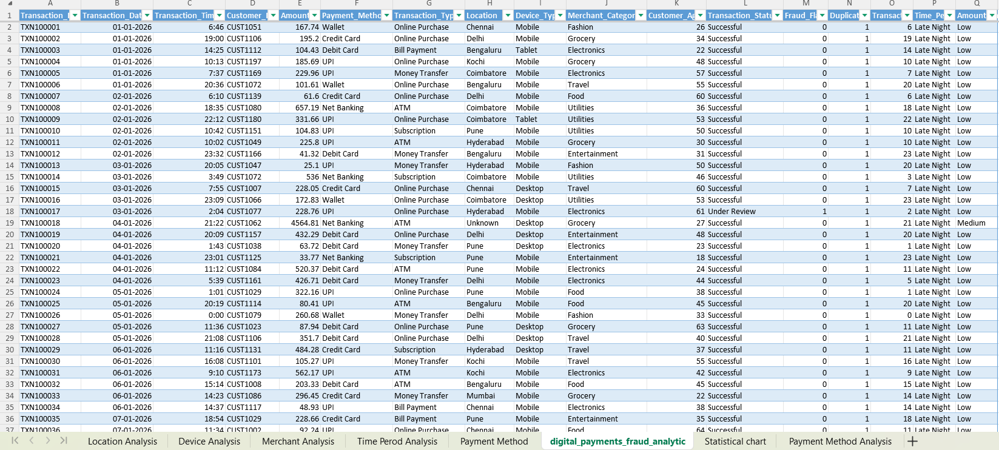 A B C D E F G H I J K L M N O P Q
1 Transaction_ Transaction_Dat Transaction_Tim Customer_ Amount Payment_Metho Transaction_Typ Location Device_Typ Merchant_Categor Customer_Ag Transaction_Statu Fraud_Fla Duplicat Transac Time_Pe Amount
2 TXN100001 01-01-2026 6:46 CUST1051 167.74 Wallet Online Purchase Chennai Mobile Fashion 26 Successful 0 1 6 Late Night Low
3 TXN100002 01-01-2026 19:00 CUST1106 195.2 Credit Card Online Purchase Delhi Mobile Grocery 34 Successful 0 1 19 Late Night Low
4 TXN100003 01-01-2026 14:25 CUST1112 104.43 Debit Card Bill Payment Bengaluru Tablet Electronics 22 Successful 0 1 14 Late Night Low
5 TXN100004 01-01-2026 10:13 CUST1197 185.69 UPI Online Purchase Kochi Mobile Grocery 48 Successful 0 1 10 Late Night Low
6 TXN100005 01-01-2026 7:37 CUST1169 229.96 UPI Money Transfer Coimbatore Mobile Electronics 57 Successful 0 1 7 Late Night Low
7 TXN100006 01-01-2026 20:36 CUST1072 101.61 Wallet Online Purchase Bengaluru Mobile Travel 55 Successful 0 1 20 Late Night Low
8 TXN100007 02-01-2026 6:10 CUST1139 61.6 Credit Card Online Purchase Delhi Mobile Food 60 Successful 0 1 6 Late Night Low
9 TXN100008 02-01-2026 18:35 CUST1080 657.19 Net Banking ATM Coimbatore Mobile Utilities 36 Successful 0 1 18 Late Night Low
10 TXN100009 02-01-2026 22:12 CUST1180 331.66 UPI Online Purchase Coimbatore Tablet Utilities 53 Successful 0 1 22 Late Night Low
11 TXN100010 02-01-2026 10:42 CUST1151 104.83 UPI Subscription Pune Mobile Utilities 50 Successful 0 1 10 Late Night Low
12 TXN100011 02-01-2026 10:02 CUST1049 225.8 UPI ATM Hyderabad Mobile Grocery 30 Successful 0 1 10 Late Night Low
13 TXN100012 02-01-2026 23:32 CUST1166 41.32 Debit Card Money Transfer Bengaluru Mobile Entertainment 31 Successful 0 1 23 Late Night Low
14 TXN100013 03-01-2026 20:05 CUST1047 25.1 UPI Money Transfer Hyderabad Mobile Fashion 50 Successful 0 1 20 Late Night Low
15 TXN100014 03-01-2026 3:49 CUST1072 536 Net Banking Subscription Coimbatore Mobile Utilities 46 Successful 0 1 3 Late Night Low
16 TXN100015 03-01-2026 7:55 CUST1007 228.05 Credit Card Online Purchase Chennai Desktop Travel 60 Successful 0 1 7 Late Night Low
17 TXN100016 03-01-2026 23:09 CUST1066 172.83 Wallet Online Purchase Coimbatore Desktop Utilities 53 Successful 0 1 23 Late Night Low
18 TXN100017 03-01-2026 2:04 CUST1077 228.76 UPI Online Purchase Hyderabad Mobile Electronics 61 Under Review 1 1 2 Late Night Low
19 TXN100018 04-01-2026 21:22 CUST1062 4564.81 Net Banking ATM Unknown Desktop Grocery 27 Successful 0 1 21 Late Night Medium
20 TXN100019 04-01-2026 20:09 CUST1157 432.29 Debit Card Online Purchase Delhi Desktop Entertainment 48 Successful 0 1 20 Late Night Low
21 TXN100020 04-01-2026 1:43 CUST1038 63.72 Debit Card Money Transfer Pune Desktop Electronics 23 Successful 0 1 1 Late Night Low
22 TXN100021 04-01-2026 23:01 CUST1125 33.77 Net Banking Subscription Pune Mobile Entertainment 18 Successful 0 1 23 Late Night Low
23 TXN100022 04-01-2026 11:12 CUST1084 520.37 Debit Card ATM Pune Mobile Electronics 24 Successful 0 1 11 Late Night Low
24 TXN100023 04-01-2026 5:39 CUST1161 426.71 Debit Card Money Transfer Delhi Mobile Electronics 44 Successful 0 1 5 Late Night Low
25 TXN100024 05-01-2026 1:01 CUST1029 322.16 UPI Online Purchase Pune Mobile Food 38 Successful 0 1 1 Late Night Low
26 TXN100025 05-01-2026 20:19 CUST1114 80.41 UPI ATM Bengaluru Mobile Food 45 Successful 0 1 20 Late Night Low
27 TXN100026 05-01-2026 0:00 CUST1079 260.68 Wallet Money Transfer Delhi Mobile Fashion 33 Successful 0 1 0 Late Night Low
28 TXN100027 05-01-2026 11:36 CUST1023 87.94 Debit Card Online Purchase Pune Desktop Grocery 63 Successful 0 1 11 Late Night Low
29 TXN100028 05-01-2026 21:08 CUST1106 351.7 Debit Card Online Purchase Delhi Desktop Travel 40 Successful 0 1 21 Late Night Low
30 TXN100029 06-01-2026 11:16 CUST1131 484.28 Credit Card Subscription Hyderabad Desktop Travel 37 Successful 0 1 11 Late Night Low
31 TXN100030 06-01-2026 16:08 CUST1101 105.27 UPI Money Transfer Kochi Mobile Travel 55 Successful 0 1 16 Late Night Low
32 TXN100031 06-01-2026 9:10 CUST1173 562.17 UPI ATM Kochi Mobile Electronics 42 Successful 0 1 9 Late Night Low
33 TXN100032 06-01-2026 15:14 CUST1008 203.33 Debit Card ATM Bengaluru Mobile Food 45 Successful 0 1 15 Late Night Low
34 TXN100033 06-01-2026 14:23 CUST1086 296.45 Credit Card Money Transfer Mumbai Mobile Grocery 22 Successful 0 1 14 Late Night Low
35 TXN100034 06-01-2026 14:37 CUST1117 48.93 UPI Bill Payment Chennai Mobile Electronics 38 Successful 0 1 14 Late Night Low
36 TXN100035 07-01-2026 18:54 CUST1029 228.66 Credit Card Bill Payment Pune Mobile Entertainment 35 Successful 0 1 18 Late Night Low
37 TXN100036 07-01-2026 11:34 CUST1002 92.24 UPI Online Purchase Chennai Mobile Food 64 Successful 0 1 11 Late Night Low
Location Analysis Device Analysis Merchant Analysis Time Perod Analysis Payment Method digital_payments_fraud_analytic Statistical chart Payment Method Analysis